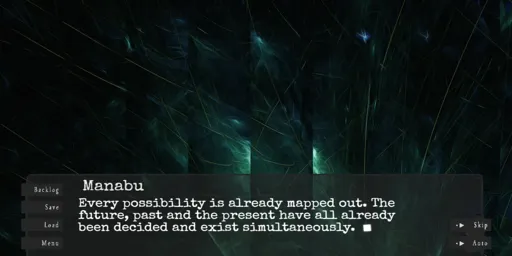 Manabu
Every possibility is already mapped out. The
future, past and the present have all already
been decided and exist simultaneously.
Backlog
Save
Load
Menu
Skip
Auto